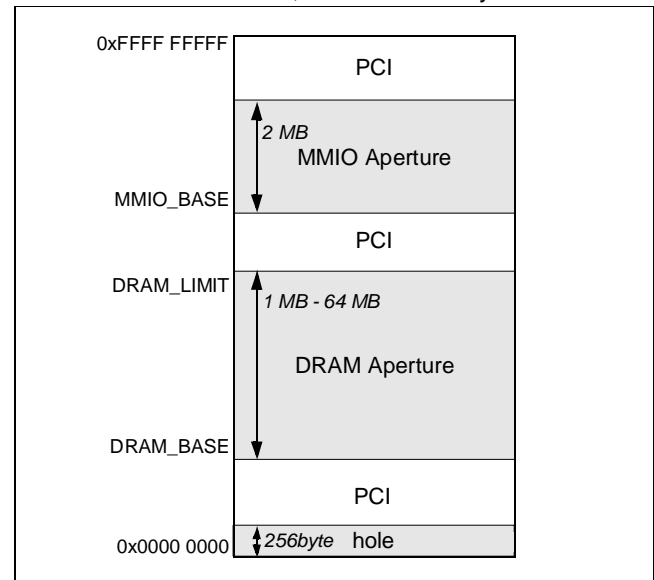 0xFFFF FFFFF
PCI
2 MB
MMIO Aperture
MMIO_BASE
PCI
DRAM_LIMIT
1 MB - 64 MB
DRAM Aperture
DRAM_BASE
PCI
256byte hole
0x0000 0000